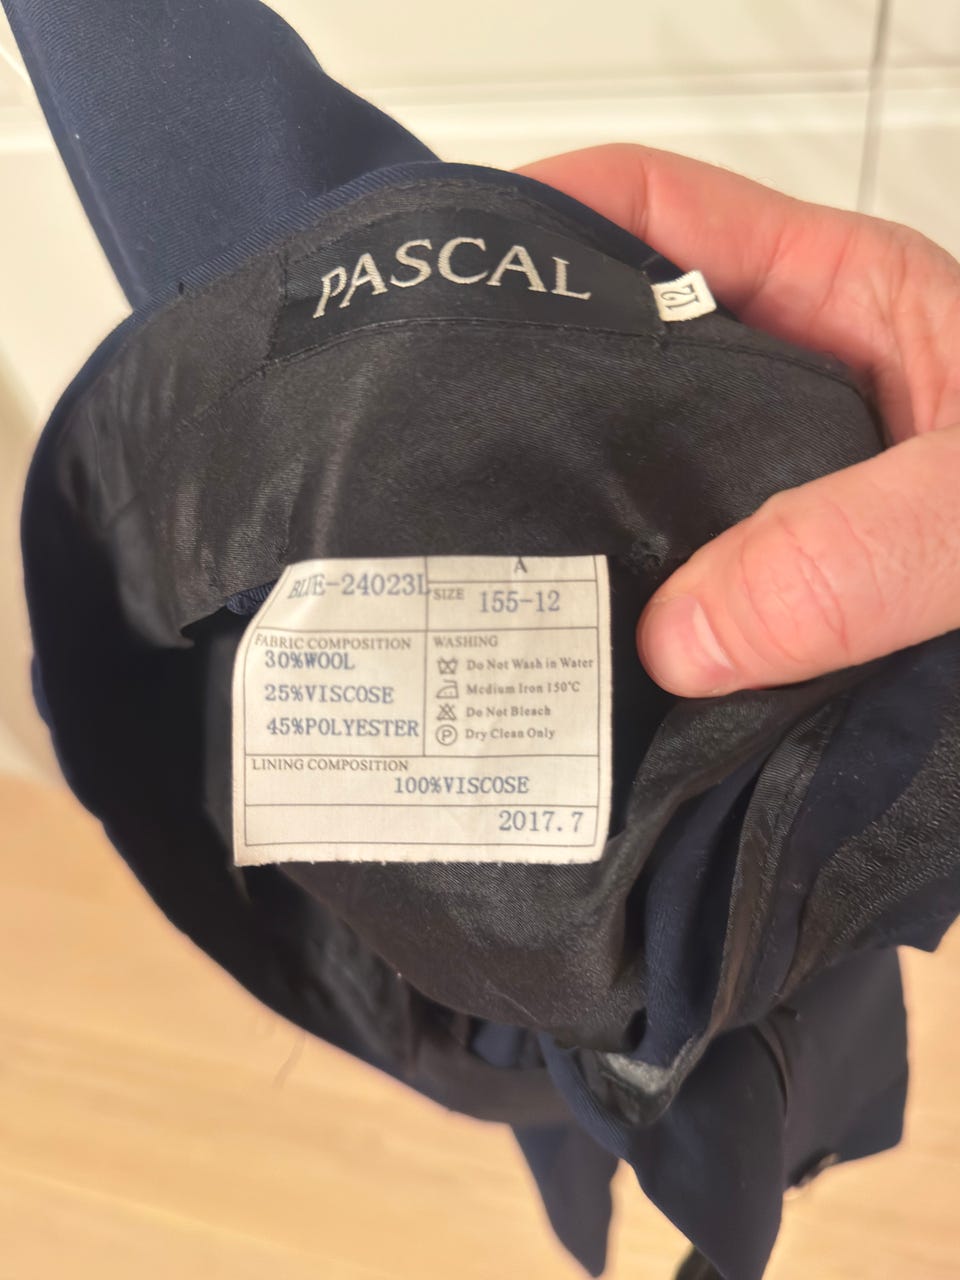 PASCAL
12
A
BLUE-24023L
SIZE 155-12
FABRIC COMPOSITION
30%WOOL
25%VISCOSE
45%POLYESTER
WASHING
Do Not Wash in Water
Medium Iron 150°C
Do Not Bleach
P Dry Clean Only
LINING COMPOSITION
100%VISCOSE
2017.7